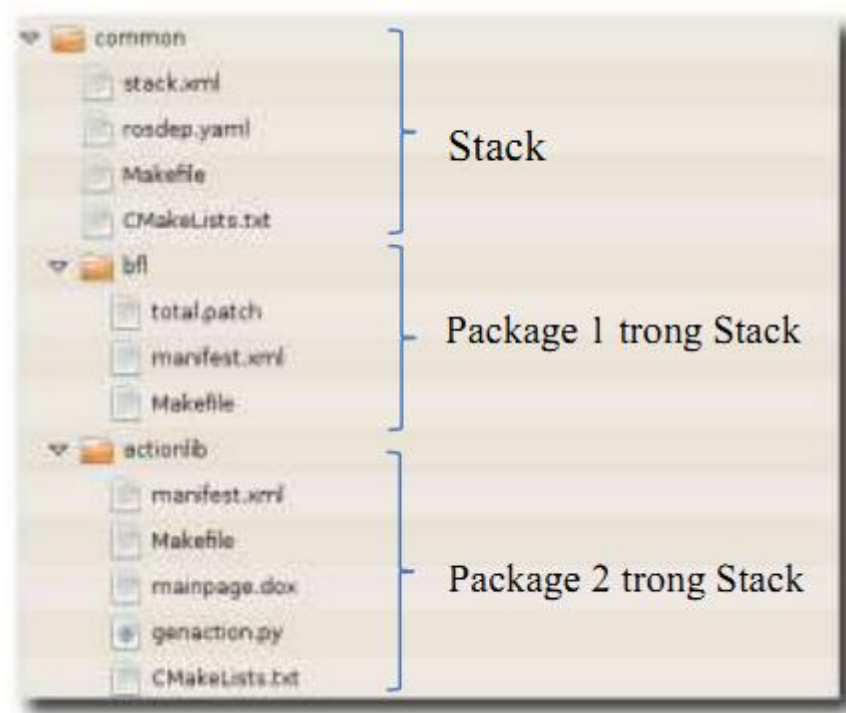 common
stack.xml
rosdep.yaml
Makefile
CMakeLists.txt
Stack
bfl
total.patch
manifest.xml
Makefile
Package 1 trong Stack
actionlib
manifest.xml
Makefile
mainpage.dox
genaction.py
CMakeLists.txt
Package 2 trong Stack